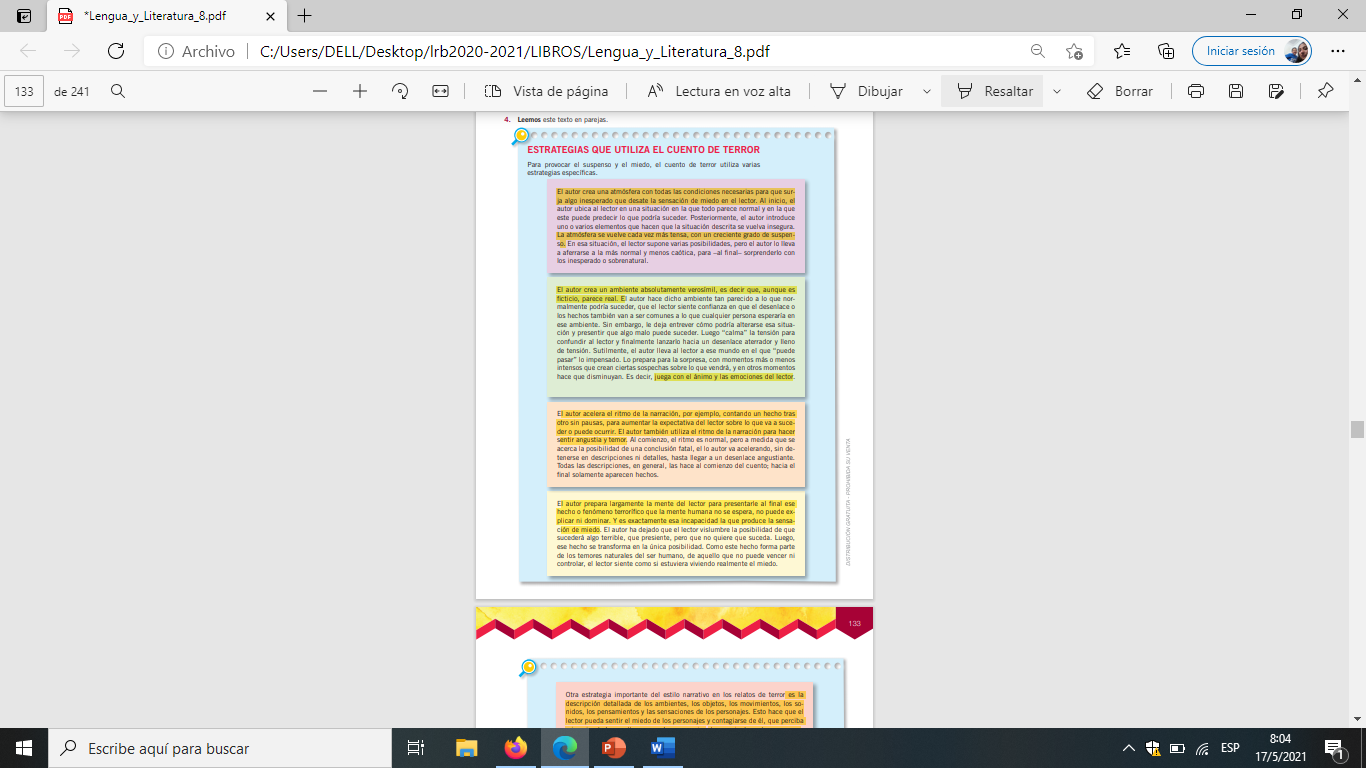 *Lengua_y_Literatura_8.pdf
Archivo
C:/Users/DELL/Desktop/lrb2020-2021/LIBROS/Lengua_y_Literatura_8.pdf
Iniciar sesión
133
de 241
Vista de página
Lectura en voz alta
Dibujar
Resaltar
Borrar
4. Leemos este texto en parejas.
ESTRATEGIAS QUE UTILIZA EL CUENTO DE TERROR
Para provocar el suspenso y el miedo, el cuento de terror utiliza varias
estrategias específicas.
El autor crea una atmósfera con todas las condiciones necesarias para que sur-
ja algo inesperado que desate la sensación de miedo en el lector. Al inicio, el
autor ubica al lector en una situación en la que todo parece normal y en la que
este puede predecir lo que podría suceder. Posteriormente, el autor introduce
uno o varios elementos que hacen que la situación descrita se vuelva insegura.
La atmósfera se vuelve cada vez más tensa, con un creciente grado de suspen-
so. En esa situación, el lector supone varias posibilidades, pero el autor lo lleva
a aferrarse a la más normal y menos caótica, para –al final– sorprenderlo con
los inesperado o sobrenatural.
El autor crea un ambiente absolutamente verosímil, es decir que, aunque es
ficticio, parece real. El autor hace dicho ambiente tan parecido a lo que nor-
malmente podría suceder, que el lector siente confianza en que el desenlace o
los hechos también van a ser comunes a lo que cualquier persona esperaría en
ese ambiente. Sin embargo, le deja entrever cómo podría alterarse esa situa-
ción y presentir que algo malo puede suceder. Luego “calma” la tensión para
confundir al lector y finalmente lanzarlo hacia un desenlace aterrador y lleno
de tensión. Sutilmente, el autor lleva al lector a ese mundo en el que “puede
pasar” lo impensado. Lo prepara para la sorpresa, con momentos más o menos
intensos que crean ciertas sospechas sobre lo que vendrá, y en otros momentos
hace que disminuyan. Es decir, juega con el ánimo y las emociones del lector.
El autor acelera el ritmo de la narración, por ejemplo, contando un hecho tras
otro sin pausas, para aumentar la expectativa del lector sobre lo que va a suce-
der o puede ocurrir. El autor también utiliza el ritmo de la narración para hacer
sentir angustia y temor. Al comienzo, el ritmo es normal, pero a medida que se
acerca la posibilidad de una conclusión fatal, el lo autor va acelerando, sin de-
tenerse en descripciones ni detalles, hasta llegar a un desenlace angustiante.
Todas las descripciones, en general, las hace al comienzo del cuento; hacia el
final solamente aparecen hechos.
El autor prepara largamente la mente del lector para presentarle al final ese
hecho o fenómeno terrorífico que la mente humana no se espera, no puede ex-
plicar ni dominar. Y es exactamente esa incapacidad la que produce la sensa-
ción de miedo. El autor ha dejado que el lector vislumbre la posibilidad de que
sucederá algo terrible, que presiente, pero que no quiere que suceda. Luego,
ese hecho se transforma en la única posibilidad. Como este hecho forma parte
de los temores naturales del ser humano, de aquello que no puede vencer ni
controlar, el lector siente como si estuviera viviendo realmente el miedo.
DISTRIBUCIÓN GRATUITA - PROHIBIDA SU VENTA
133
Otra estrategia importante del estilo narrativo en los relatos de terror es la
descripción detallada de los ambientes, los objetos, los movimientos, los so-
nidos, los pensamientos y las sensaciones de los personajes. Esto hace que el
lector pueda sentir el miedo de los personajes y contagiarse de él, que perciba
Escribe aquí para buscar
ESP
8:04
17/5/2021
1